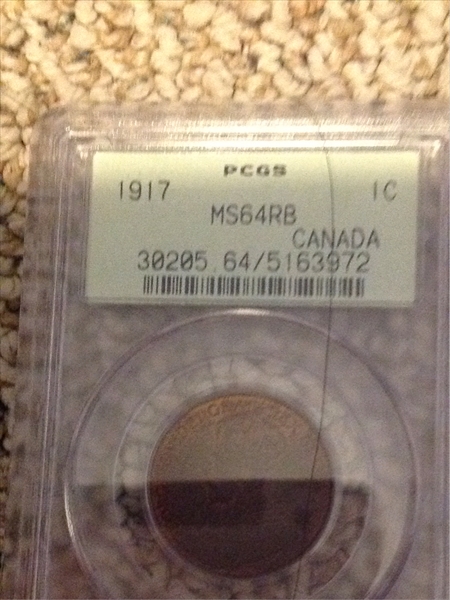 PCGS
1917 1C
MS64RB
CANADA
30205.64/5163972